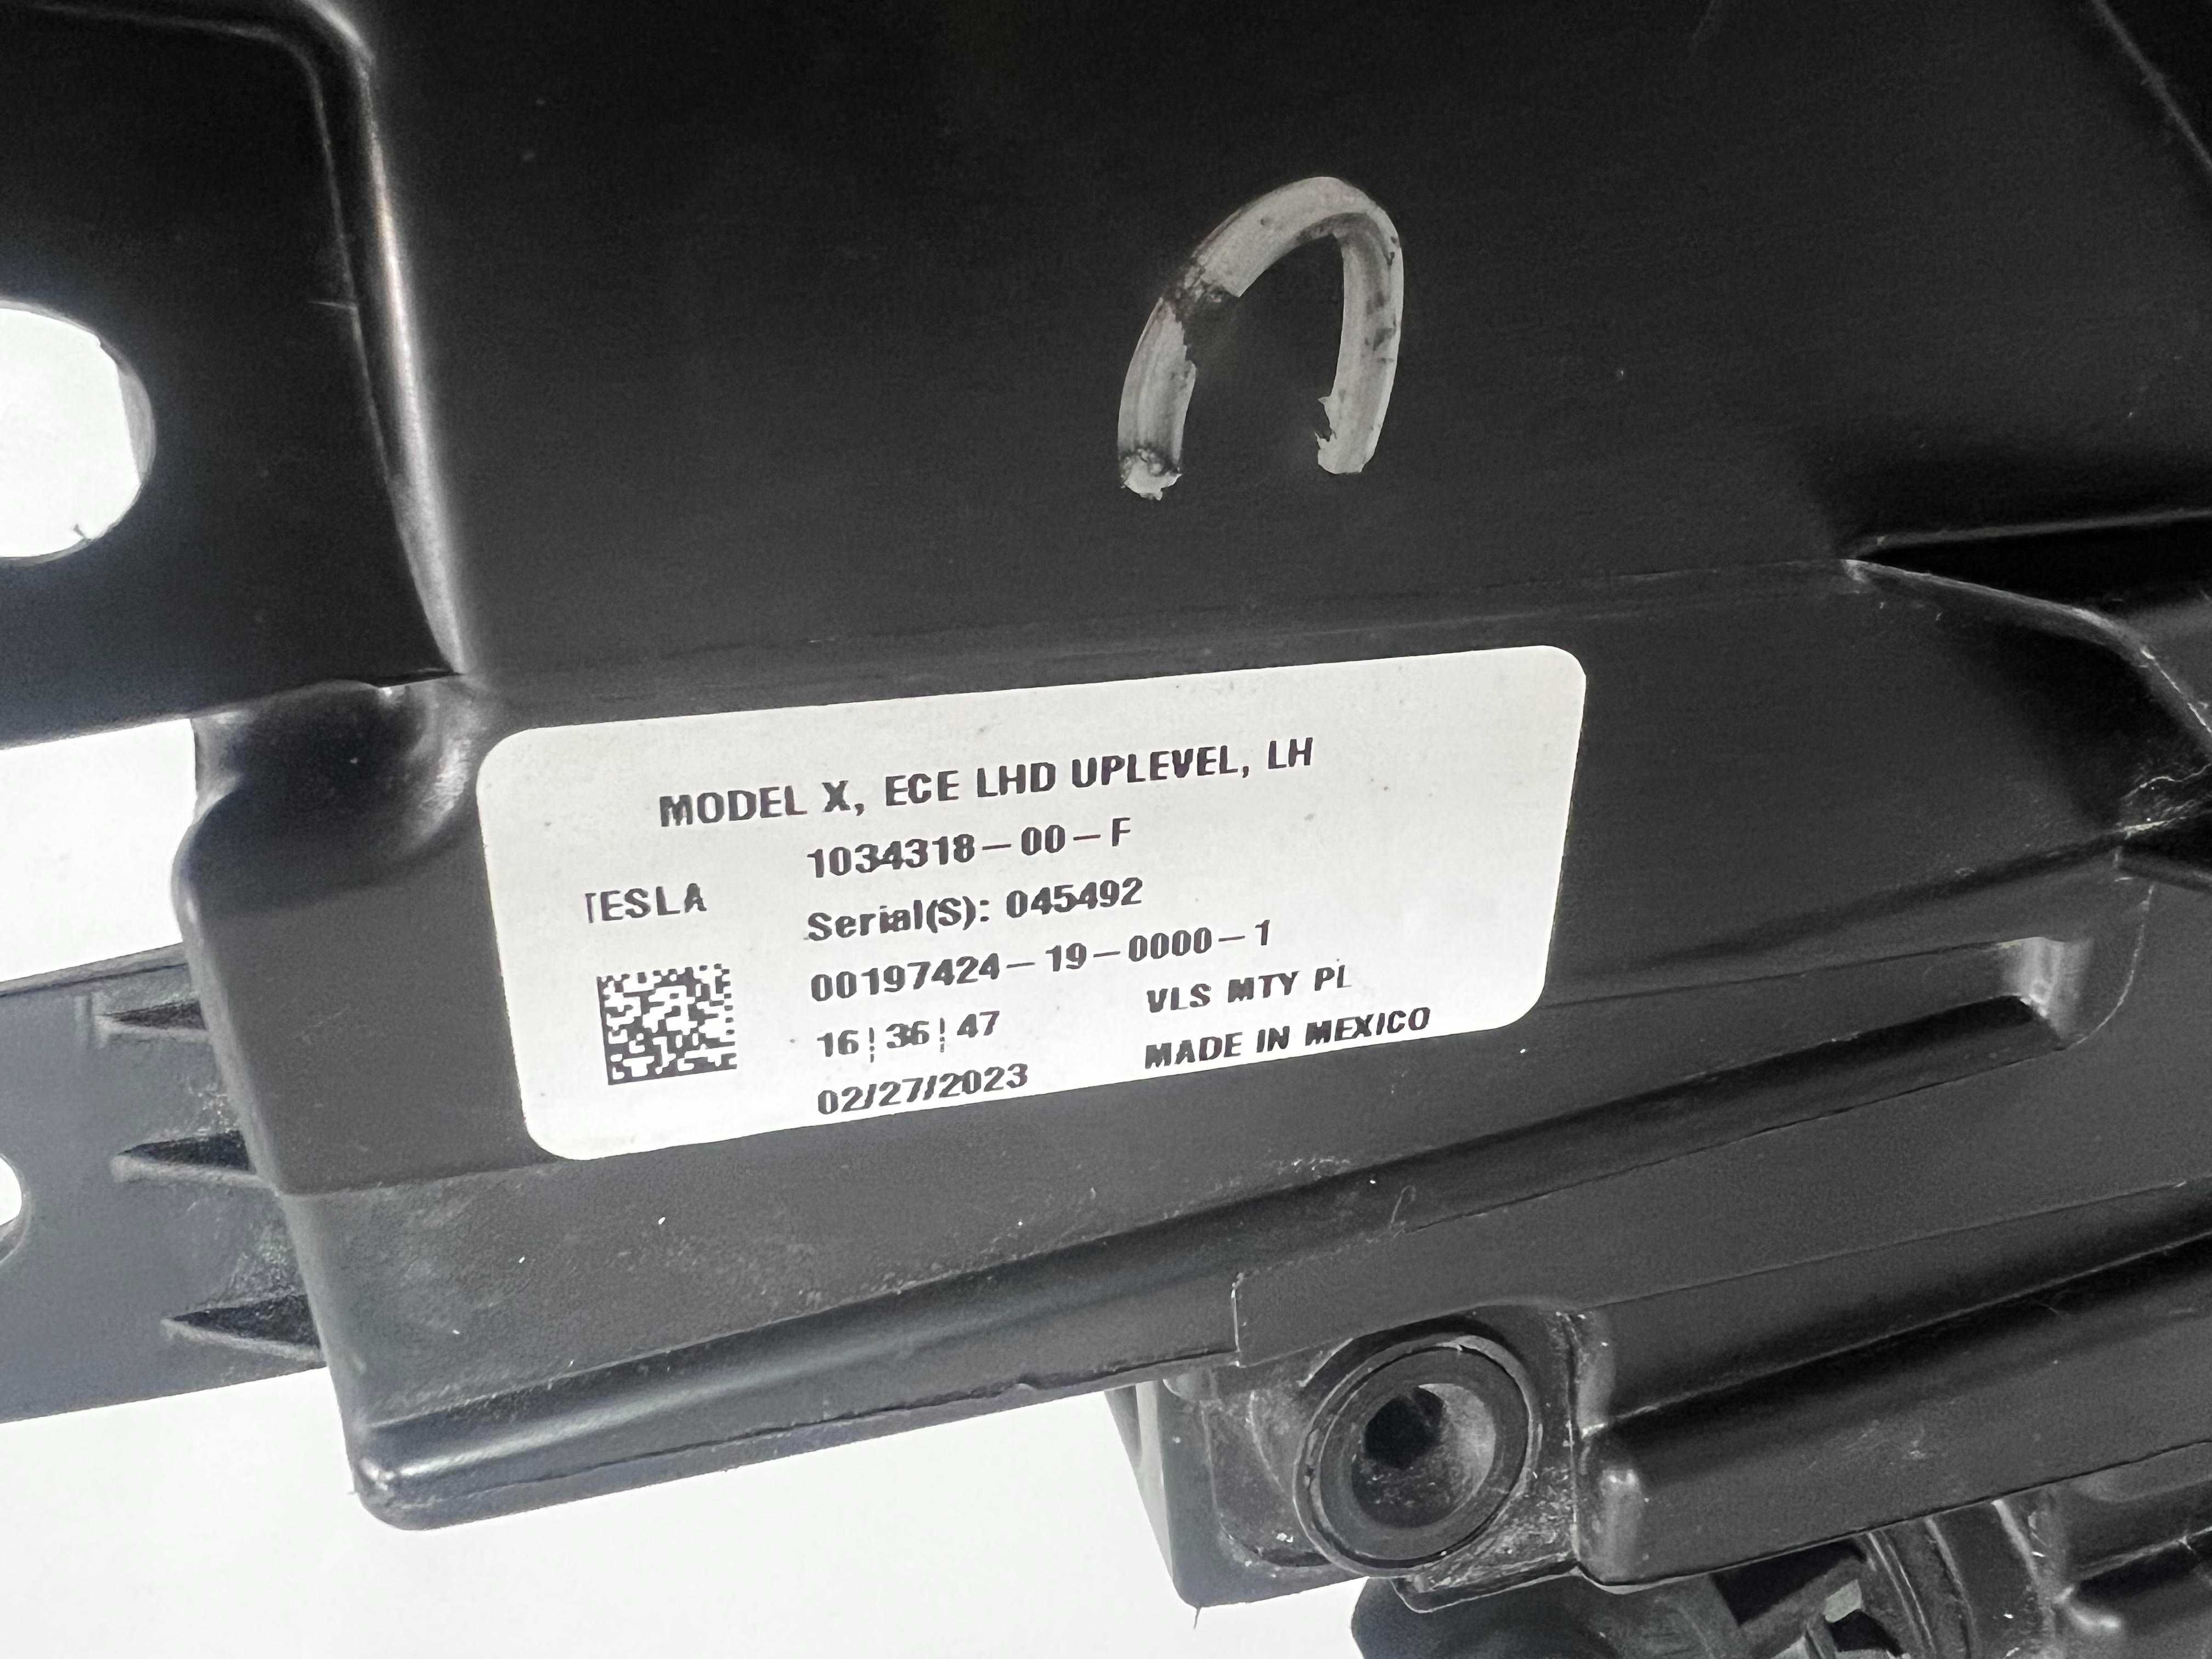 MODEL X, ECE LHD UPLEVEL, LH
1034318-00-F
TESLA
Serial(S): 045492
00197424-19-0000-1
16¦36¦47
VLS MTY PL
02/27/2023
MADE IN MEXICO